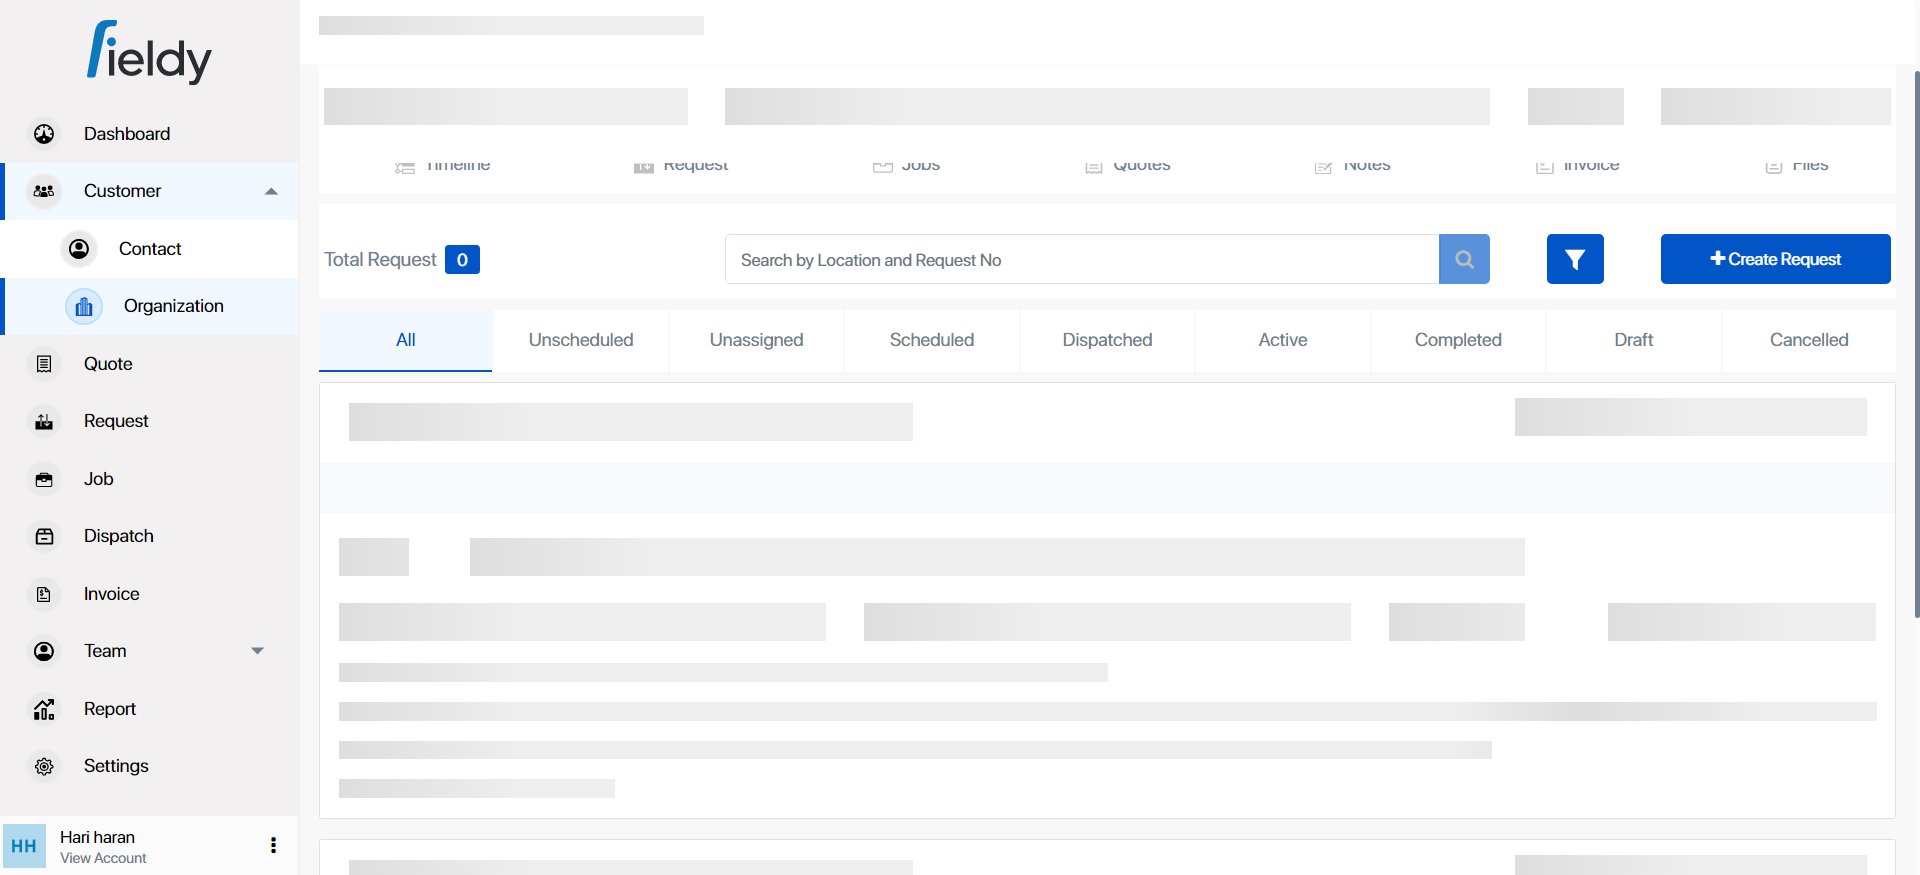 fieldy
Dashboard
Customer
Contact
Organization
Quote
Request
Job
Dispatch
Invoice
Team
Report
Settings
HH
Hari haran
View Account
Timeline
Request
Jobs
Quotes
Notes
Invoice
Files
Total Request 0
Search by Location and Request No
Create Request
All
Unscheduled
Unassigned
Scheduled
Dispatched
Active
Completed
Draft
Cancelled